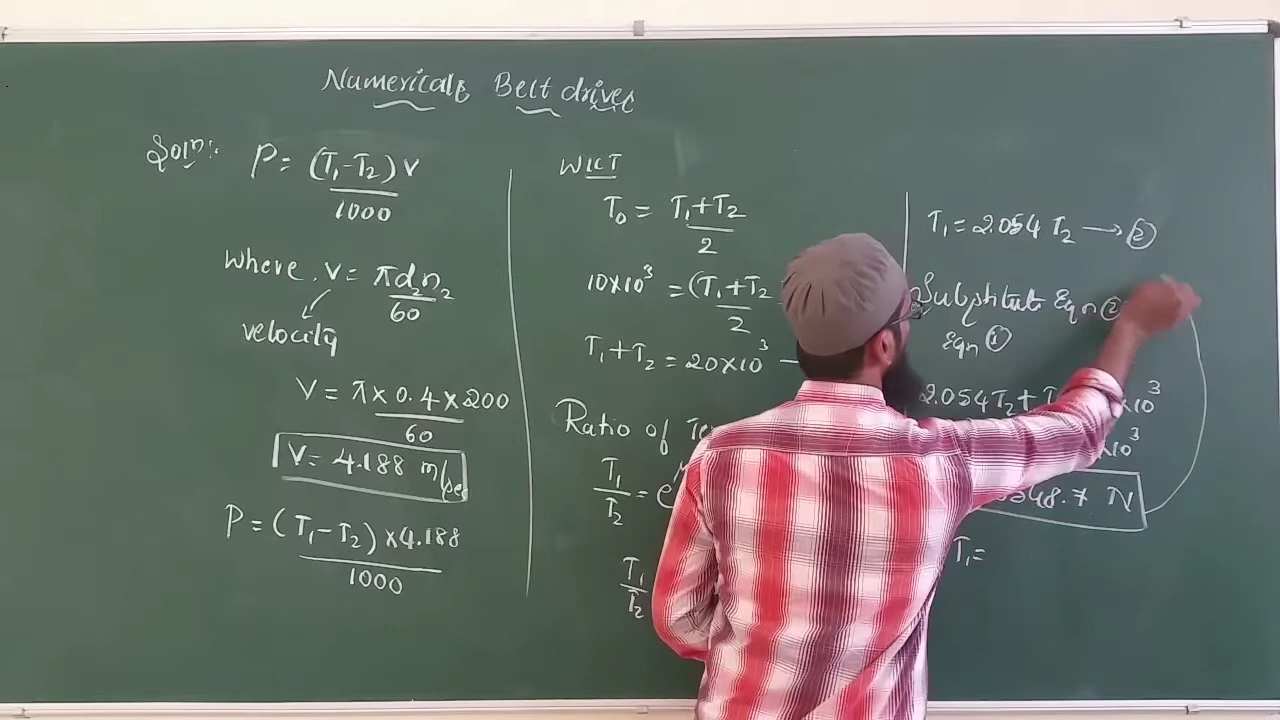 Numericals Belt drives
Soln:
P = (T₁-T₂)V
1000
where, V = πd₂n₂
60
velocity
V = π × 0.4 × 200
60
V = 4.188 m/sec
P = (T₁-T₂) × 4.188
1000
WKT
T₀ = T₁+T₂
2
10×10³ = (T₁+T₂
2
T₁+T₂ = 20×10³
Ratio of
T₁
T₂ = e
T₁
T₂
T₁ = 2.054 T₂ → ②
Substitute Eqn ②
Eqn ①
2.054T₂+ ×10³
×10³
548.7 N
T₁ =